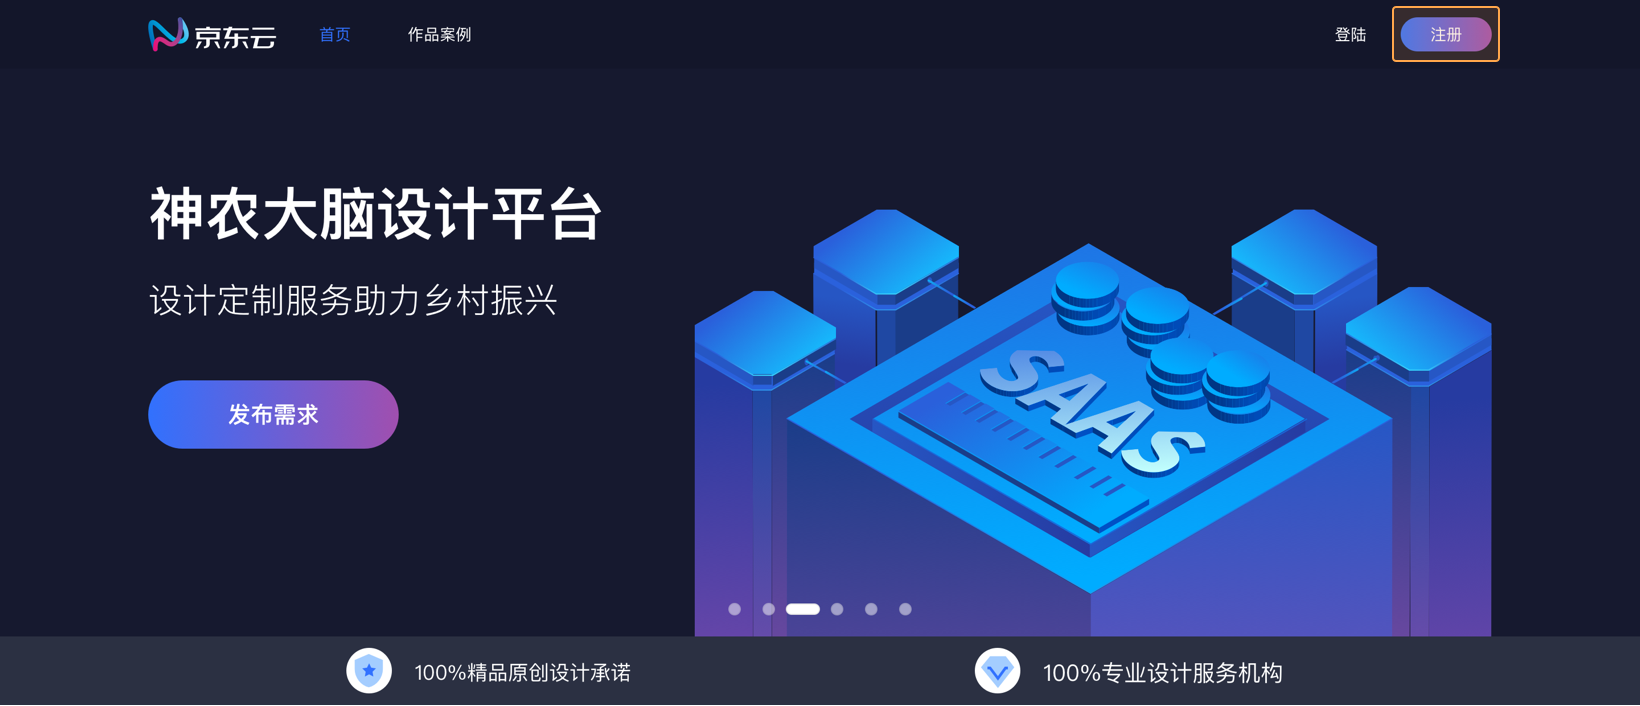 京东云
首页
作品案例
登陆
注册
神农大脑设计平台
设计定制服务助力乡村振兴
发布需求
SAAS
100%精品原创设计承诺
100%专业设计服务机构